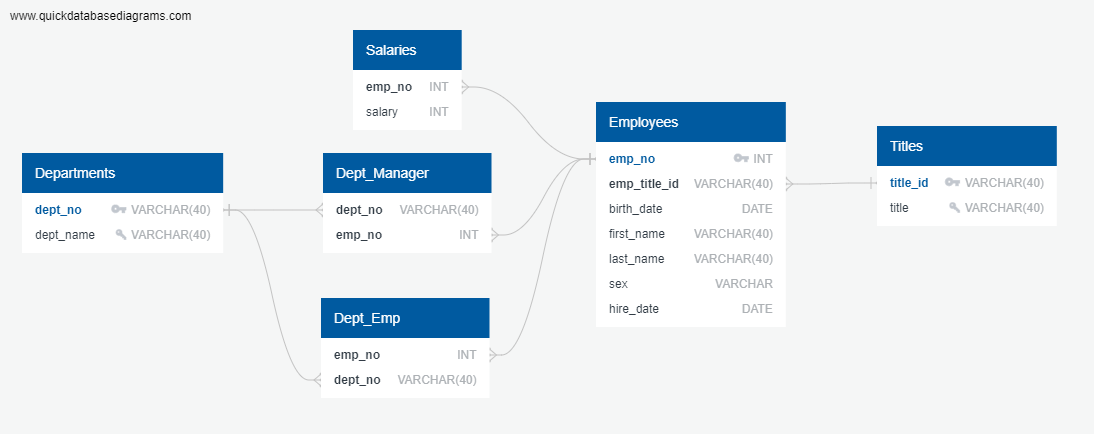 www.quickdatabasediagrams.com
Salaries
emp_no INT
salary INT
Departments
dept_no VARCHAR(40)
dept_name VARCHAR(40)
Dept_Manager
dept_no VARCHAR(40)
emp_no INT
Dept_Emp
emp_no INT
dept_no VARCHAR(40)
Employees
emp_no INT
emp_title_id VARCHAR(40)
birth_date DATE
first_name VARCHAR(40)
last_name VARCHAR(40)
sex VARCHAR
hire_date DATE
Titles
title_id VARCHAR(40)
title VARCHAR(40)